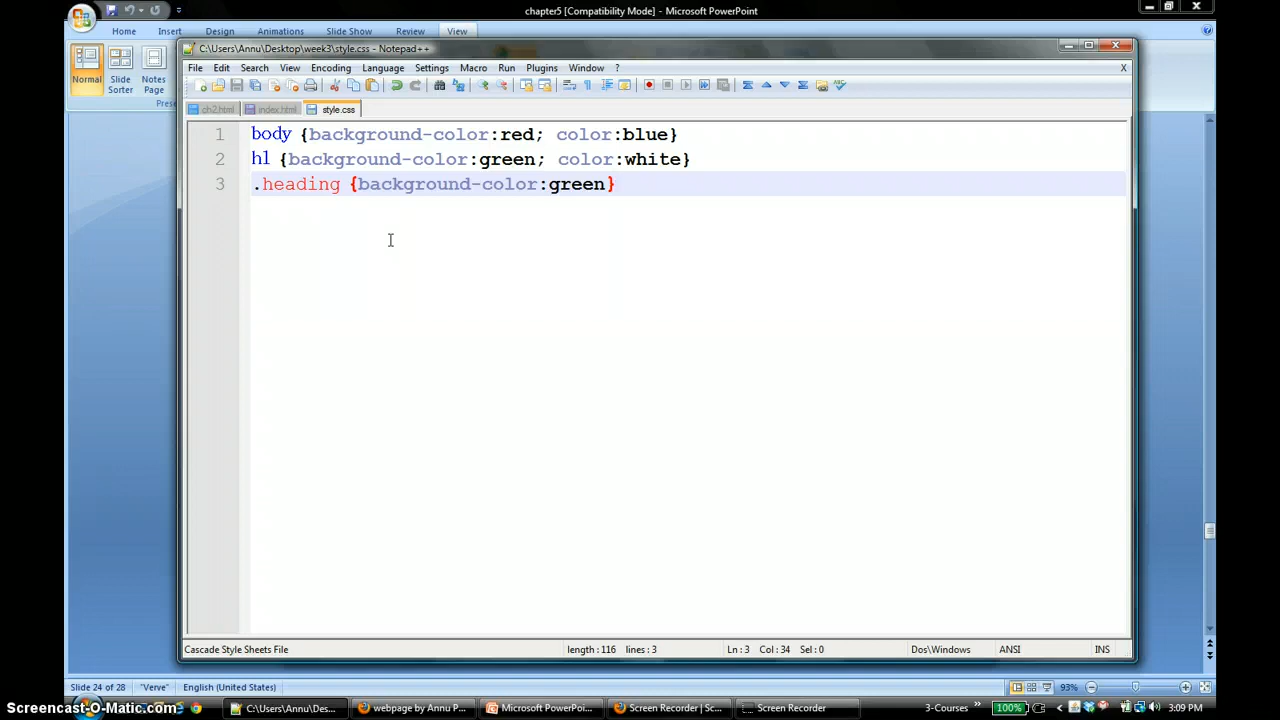 chapter5 [Compatibility Mode] - Microsoft PowerPoint
Home Insert Design Animations Slide Show Review View
Normal Slide Sorter Notes Page
Prese
C:\Users\Annu\Desktop\week3\style.css - Notepad++
File Edit Search View Encoding Language Settings Macro Run Plugins Window ? X
ch2.html index.html style.css
1 body {background-color:red; color:blue}
2 h1 {background-color:green; color:white}
3 .heading {background-color:green}
Cascade Style Sheets File length : 116 lines : 3 Ln : 3 Col : 34 Sel : 0 Dos\Windows ANSI INS
Slide 24 of 28 "Verve" English (United States) 93%
Screencast-O-Matic.com C:\Users\Annu\Des... webpage by Annu P... Microsoft PowerPoi... Screen Recorder | Sc... Screen Recorder 3-Courses » 100% < 3:09 PM